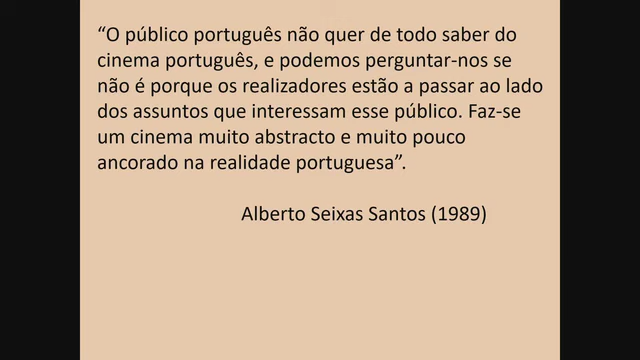 “O público português não quer de todo saber do
cinema português, e podemos perguntar-nos se
não é porque os realizadores estão a passar ao lado
dos assuntos que interessam esse público. Faz-se
um cinema muito abstracto e muito pouco
ancorado na realidade portuguesa”.
Alberto Seixas Santos (1989)